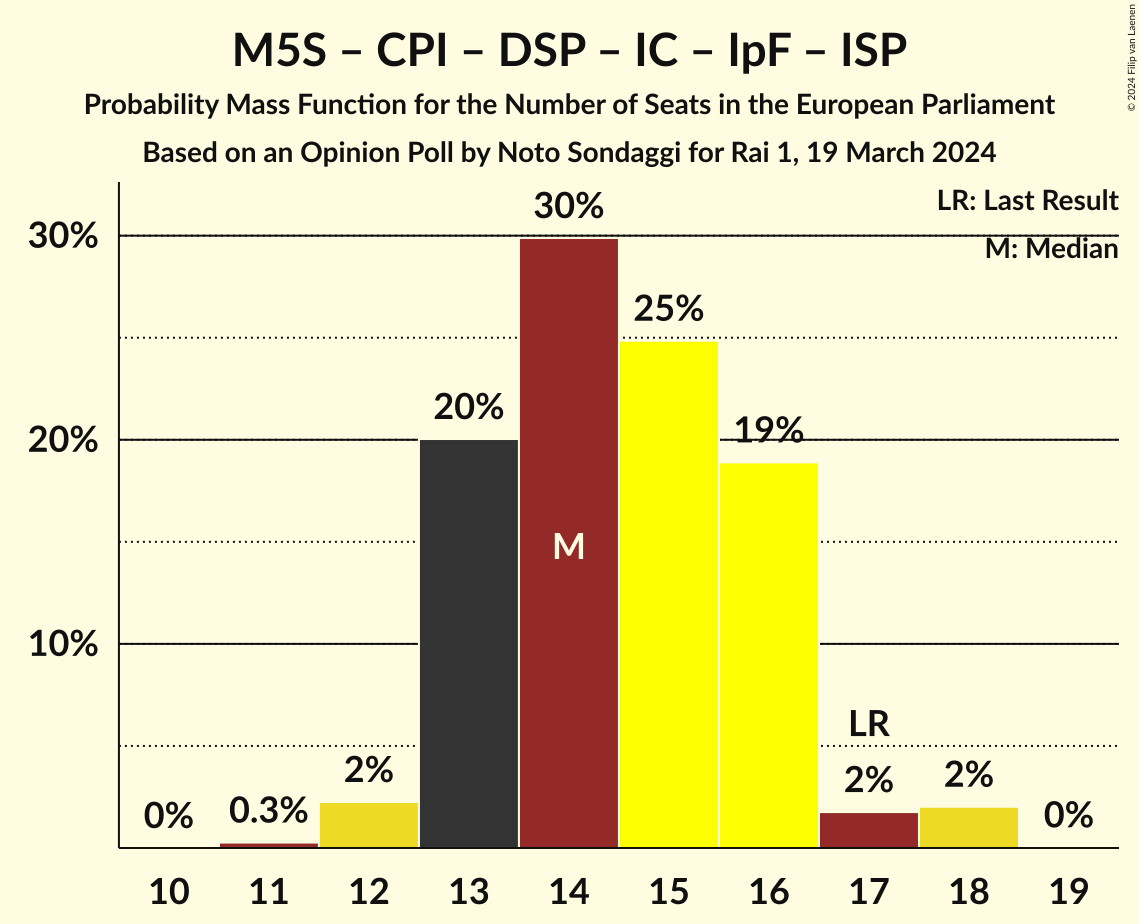 M5S – CPI – DSP – IC – IpF – ISP
Probability Mass Function for the Number of Seats in the European Parliament
Based on an Opinion Poll by Noto Sondaggi for Rai 1, 19 March 2024
© 2024 Filip van Laenen
LR: Last Result
M: Median
30%
20%
10%
0%
0.3%
2%
20%
30%
M
25%
19%
LR
2%
2%
0%
10 11 12 13 14 15 16 17 18 19